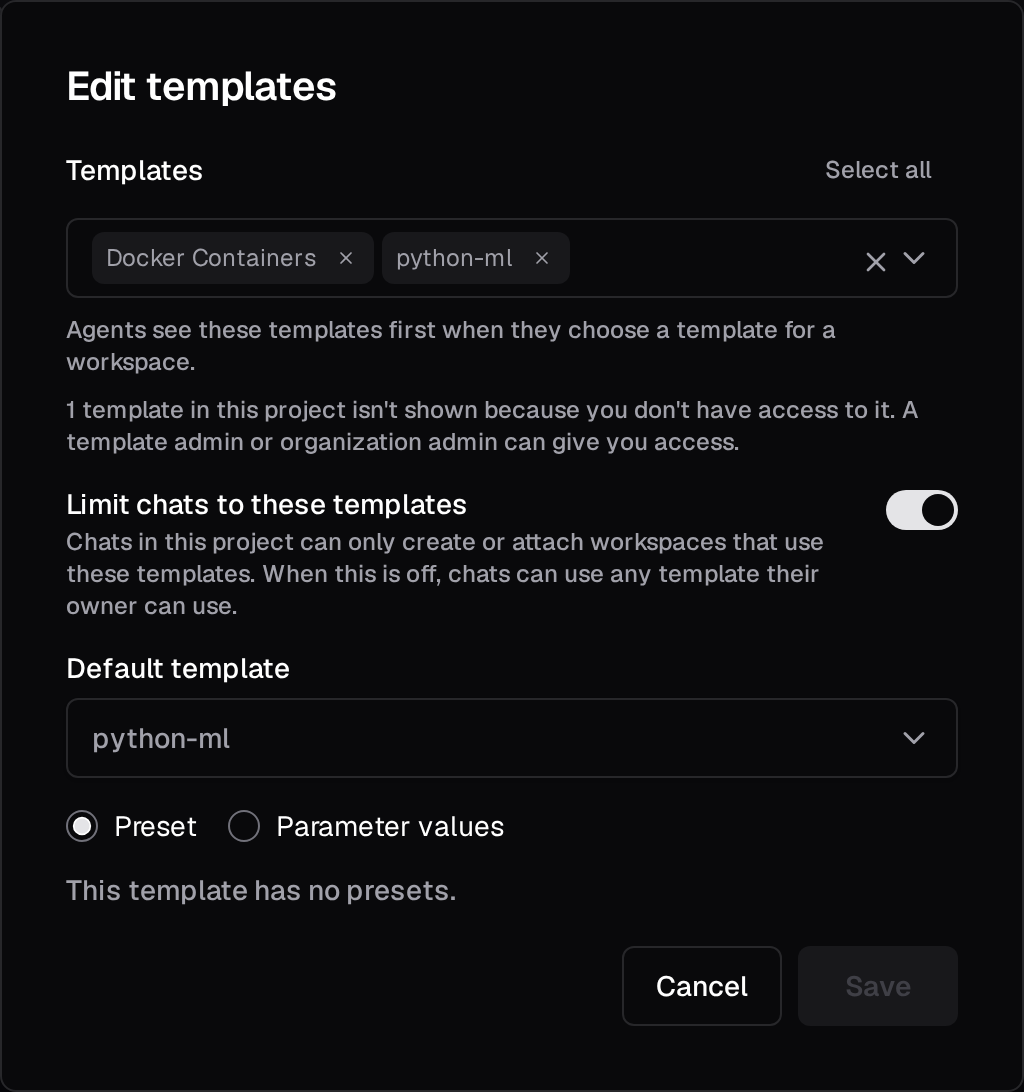 Edit templates
Templates
Select all
Docker Containers
python-ml
Agents see these templates first when they choose a template for a
workspace.
1 template in this project isn't shown because you don't have access to it. A
template admin or organization admin can give you access.
Limit chats to these templates
Chats in this project can only create or attach workspaces that use
these templates. When this is off, chats can use any template their
owner can use.
Default template
python-ml
Preset
Parameter values
This template has no presets.
Cancel
Save